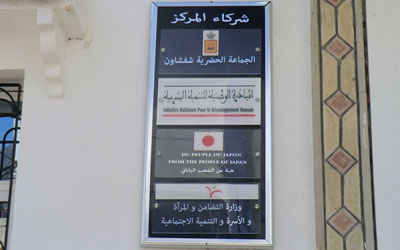 شركاء المركز
الجماعة الحضرية شفشاون
المبادرة الوطنية للتنمية البشرية
Initiative Nationale Pour le Développement Humain
DU PEUPLE DU JAPON
FROM THE PEOPLE OF JAPAN
هبة من الشعب الياباني
وزارة التضامن و المرأة
و الأسرة و التنمية الاجتماعية